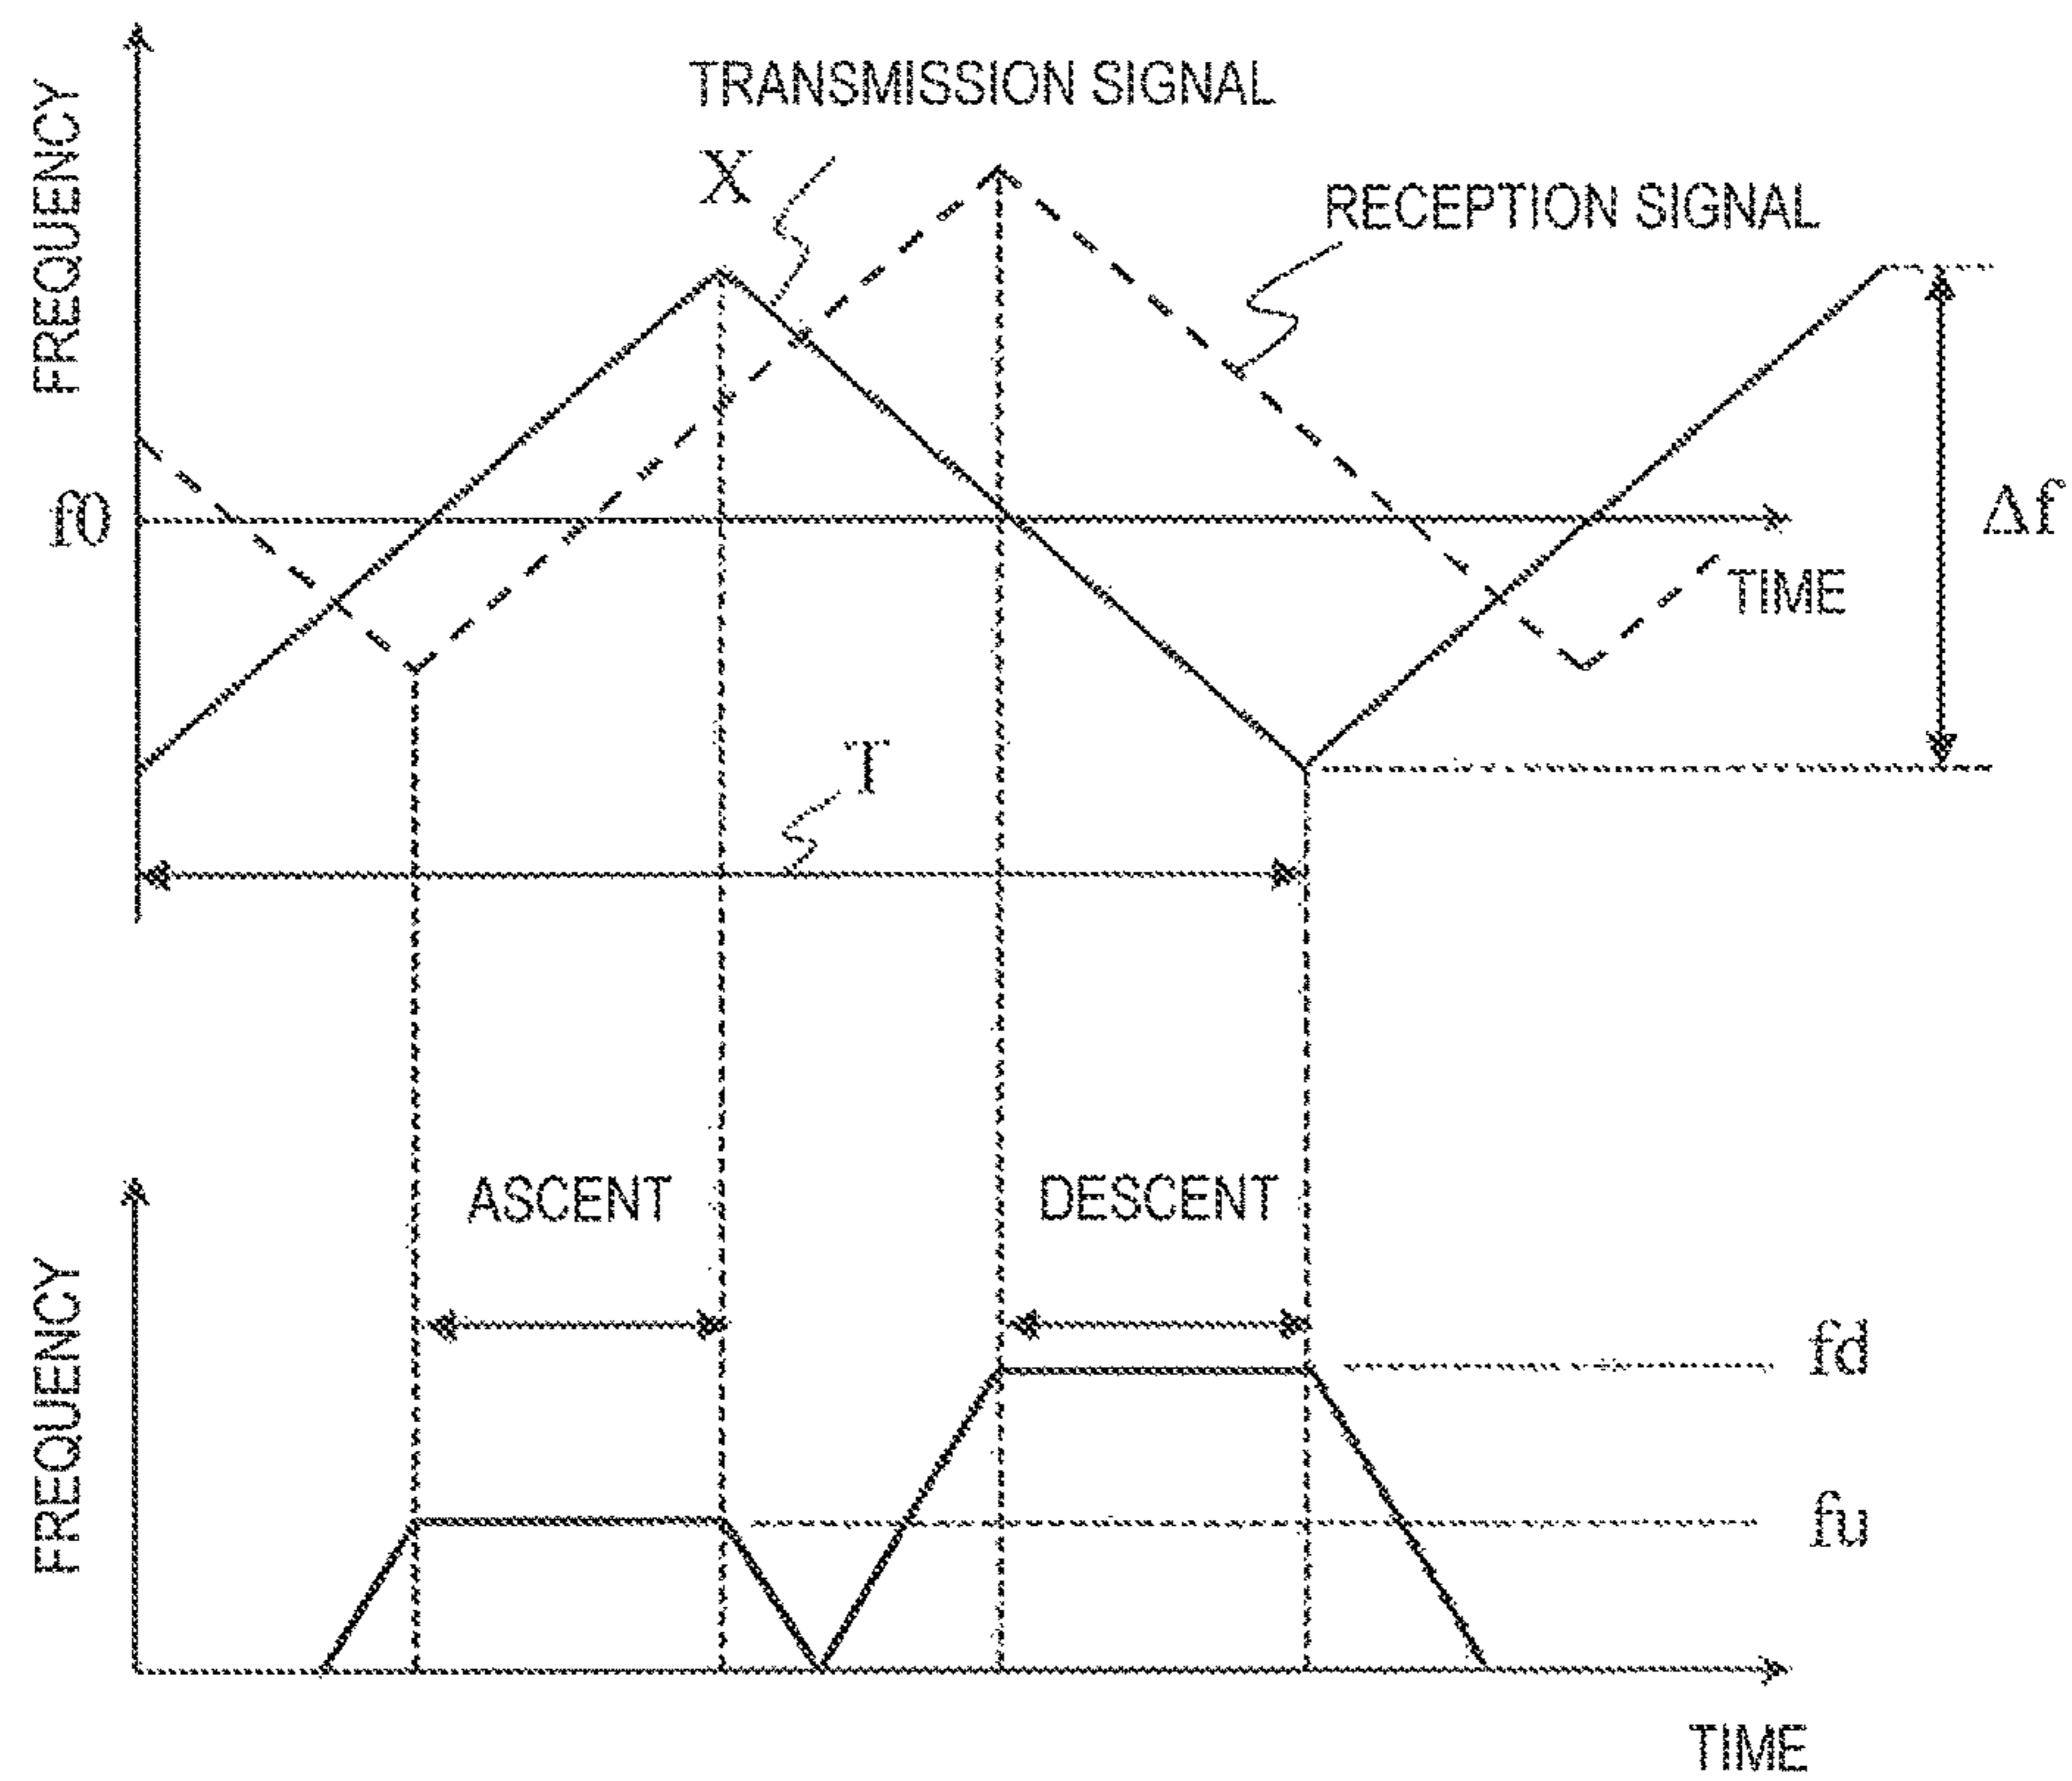 TRANSMISSION SIGNAL
X
RECEPTION SIGNAL
FREQUENCY
f0
Δf
TIME
T
ASCENT
DESCENT
FREQUENCY
fd
fu
TIME